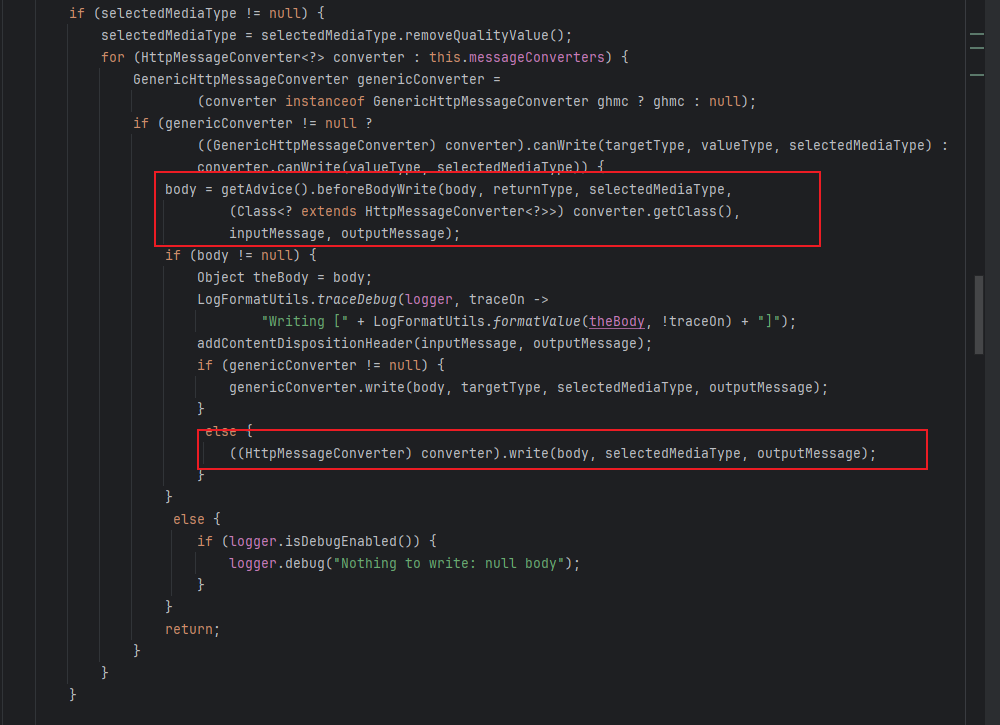 if (selectedMediaType != null) {
selectedMediaType = selectedMediaType.removeQualityValue();
for (HttpMessageConverter<?> converter : this.messageConverters) {
GenericHttpMessageConverter genericConverter =
(converter instanceof GenericHttpMessageConverter ghmc ? ghmc : null);
if (genericConverter != null ?
((GenericHttpMessageConverter) converter).canWrite(targetType, valueType, selectedMediaType) :
converter.canWrite(valueType, selectedMediaType)) {
body = getAdvice().beforeBodyWrite(body, returnType, selectedMediaType,
(Class<? extends HttpMessageConverter<?>>) converter.getClass(),
inputMessage, outputMessage);
if (body != null) {
Object theBody = body;
LogFormatUtils.traceDebug(logger, traceOn ->
"Writing [" + LogFormatUtils.formatValue(theBody, !traceOn) + "]");
addContentDispositionHeader(inputMessage, outputMessage);
if (genericConverter != null) {
genericConverter.write(body, targetType, selectedMediaType, outputMessage);
}
else {
((HttpMessageConverter) converter).write(body, selectedMediaType, outputMessage);
}
}
else {
if (logger.isDebugEnabled()) {
logger.debug("Nothing to write: null body");
}
}
return;
}
}
}